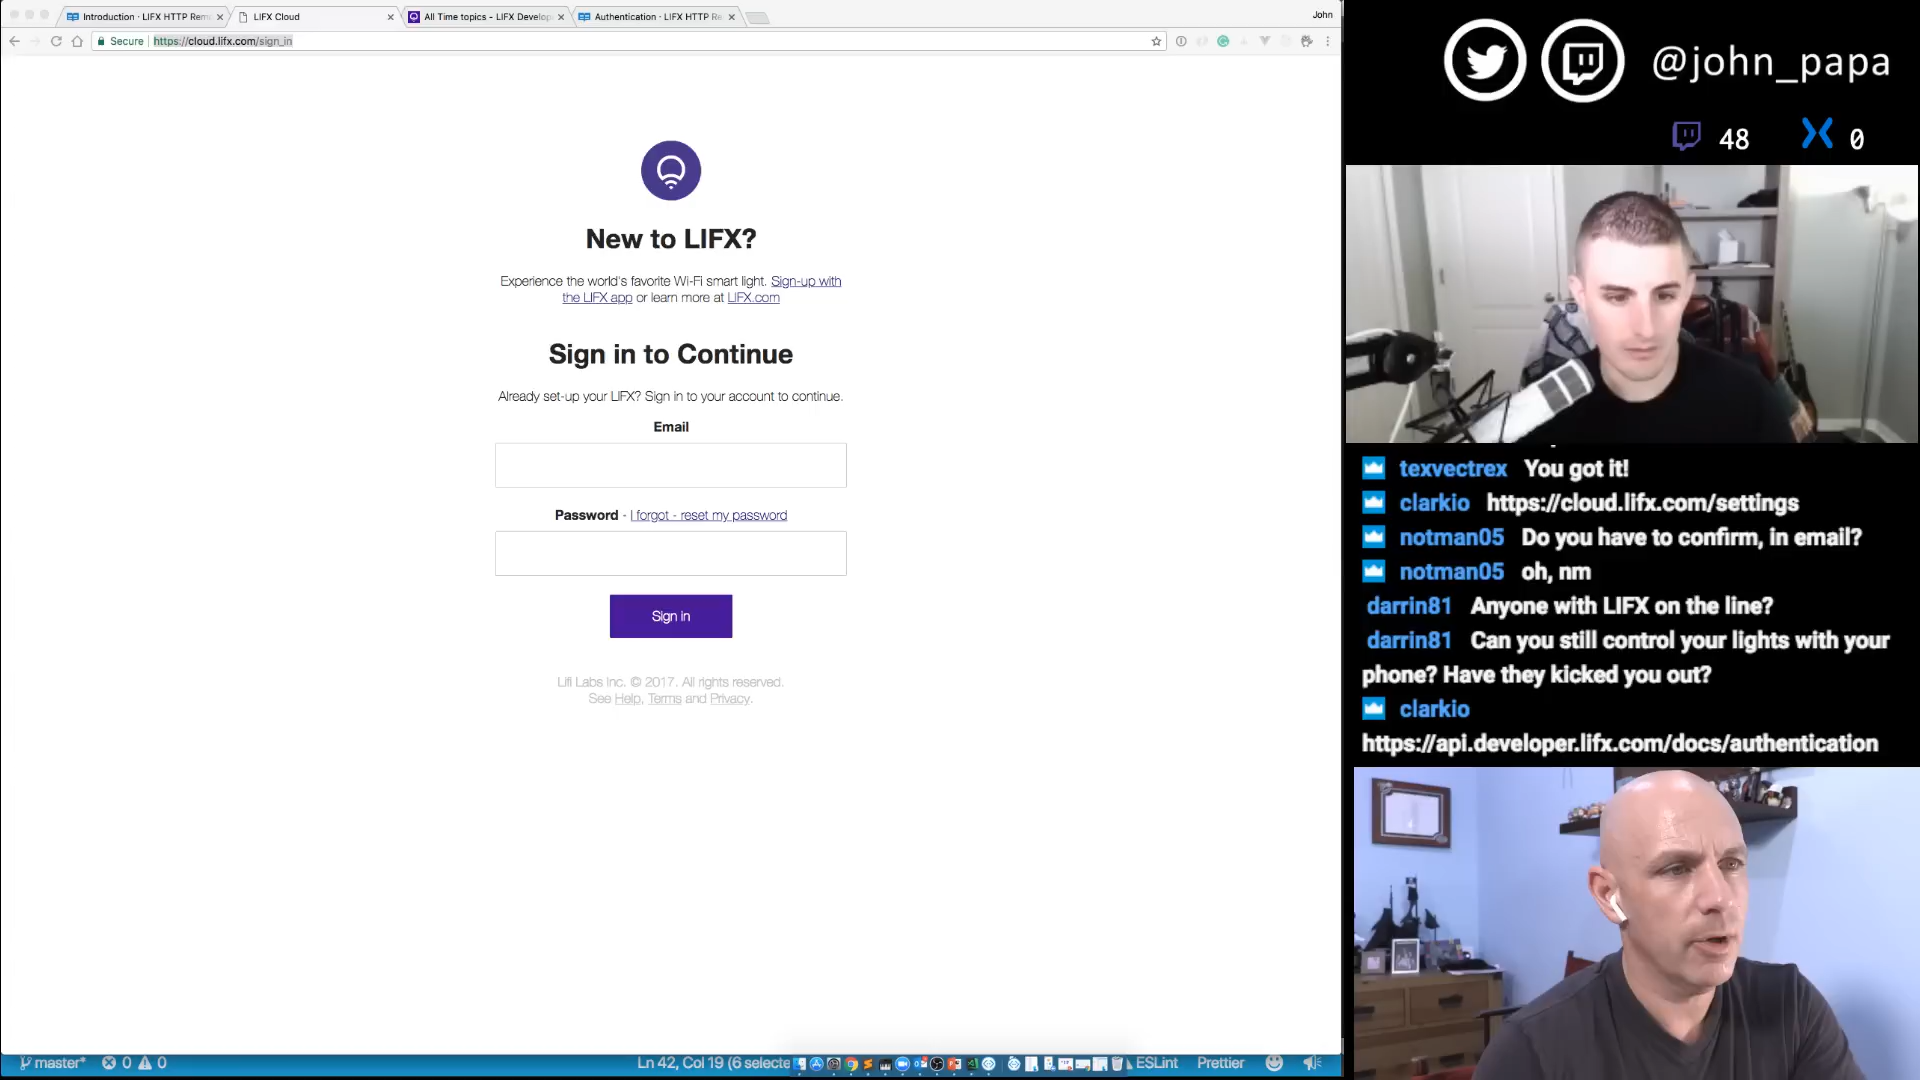 Introduction · LIFX HTTP Rem
LIFX Cloud
All Time topics - LIFX Develop
Authentication · LIFX HTTP Re
John
Secure
https://cloud.lifx.com/sign_in
New to LIFX?
Experience the world's favorite Wi-Fi smart light. Sign-up with
the LIFX app or learn more at LIFX.com
Sign in to Continue
Already set-up your LIFX? Sign in to your account to continue.
Email
Password - I forgot - reset my password
Sign in
Lifi Labs Inc. © 2017. All rights reserved.
See Help, Terms and Privacy.
master* 0 0
Ln 42, Col 19 (6 selecte
ESLint
Prettier
@john_papa
48
0
texvectrex You got it!
clarkio https://cloud.lifx.com/settings
notman05 Do you have to confirm, in email?
notman05 oh, nm
darrin81 Anyone with LIFX on the line?
darrin81 Can you still control your lights with your
phone? Have they kicked you out?
clarkio
https://api.developer.lifx.com/docs/authentication